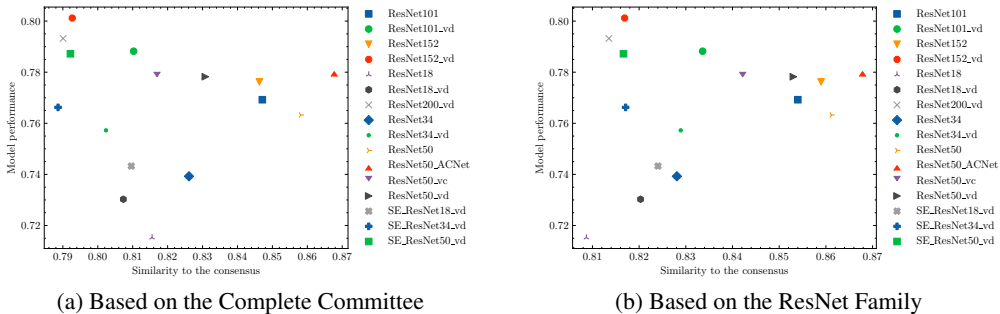 0.80
0.78
0.76
0.74
0.72
Model performance
0.79 0.80 0.81 0.82 0.83 0.84 0.85 0.86 0.87
Similarity to the consensus
ResNet101
ResNet101_vd
ResNet152
ResNet152_vd
ResNet18
ResNet18_vd
ResNet200_vd
ResNet34
ResNet34_vd
ResNet50
ResNet50_ACNet
ResNet50_vc
ResNet50_vd
SE_ResNet18_vd
SE_ResNet34_vd
SE_ResNet50_vd
(a) Based on the Complete Committee
0.80
0.78
0.76
0.74
0.72
Model performance
0.81 0.82 0.83 0.84 0.85 0.86 0.87
Similarity to the consensus
ResNet101
ResNet101_vd
ResNet152
ResNet152_vd
ResNet18
ResNet18_vd
ResNet200_vd
ResNet34
ResNet34_vd
ResNet50
ResNet50_ACNet
ResNet50_vc
ResNet50_vd
SE_ResNet18_vd
SE_ResNet34_vd
SE_ResNet50_vd
(b) Based on the ResNet Family